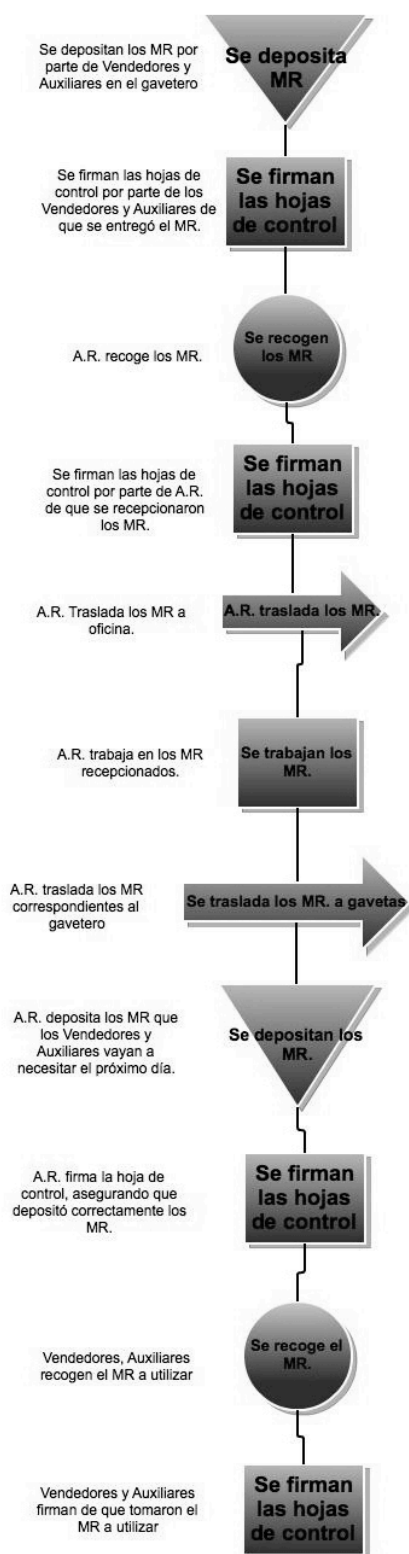 Se depositan los MR por
parte de Vendedores y
Auxiliares en el gavetero
Se deposita
MR
Se firman las hojas de
control por parte de los
Vendedores y Auxiliares de
que se entregó el MR.
Se firman
las hojas
de control
A.R. recoge los MR.
Se recogen
los MR
Se firman las hojas de
control por parte de A.R.
de que se recepcionaron
los MR.
Se firman
las hojas
de control
A.R. Traslada los MR a
oficina.
A.R. traslada los MR.
A.R. trabaja en los MR
recepcionados.
Se trabajan los
MR.
A.R. traslada los MR
correspondientes al
gavetero
Se traslada los MR. a gavetas
A.R. deposita los MR que
los Vendedores y
Auxiliares vayan a
necesitar el próximo día.
Se depositan los
MR.
A.R. firma la hoja de
control, asegurando que
depositó correctamente los
MR.
Se firman
las hojas
de control
Vendedores, Auxiliares
recogen el MR a utilizar
Se recoge el
MR.
Vendedores y Auxiliares
firman de que tomaron el
MR a utilizar
Se firman
las hojas
de control